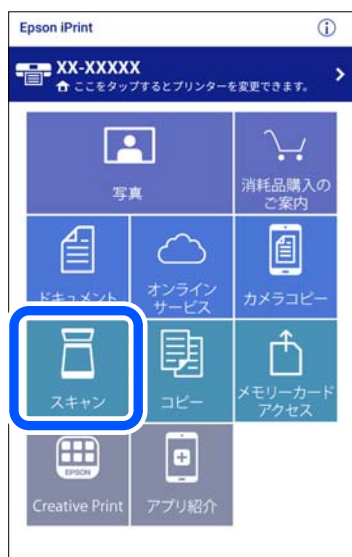 Epson iPrint
XX-XXXXX
ここをタップするとプリンターを変更できます。
写真
消耗品購入の
ご案内
ドキュメント
オンライン
サービス
カメラコピー
スキャン
コピー
メモリーカード
アクセス
EPSON
Creative Print
アプリ紹介